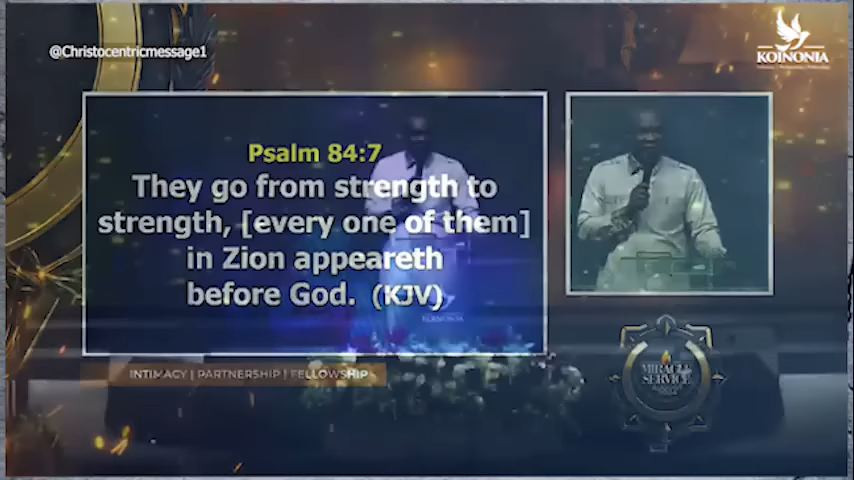 @Christocentricmessage1
KOINONIA
Psalm 84:7
They go from strength to
strength, [every one of them]
in Zion appeareth
before God. (KJV)
KOINONIA
INTIMACY | PARTNERSHIP | FELLOWSHIP
MIRACLE
SERVICE